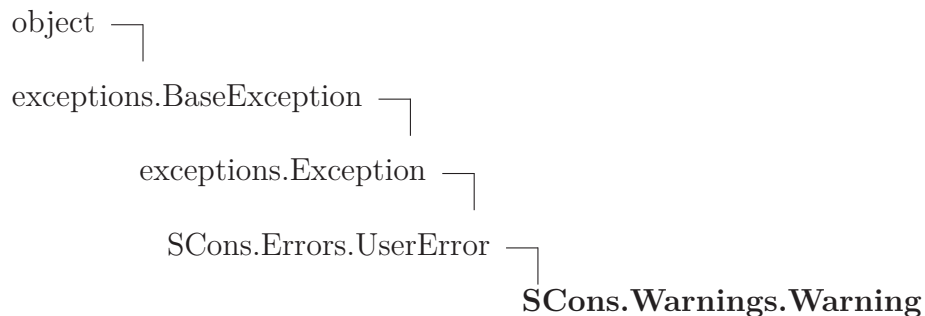 object
exceptions.BaseException
exceptions.Exception
SCons.Errors.UserError
SCons.Warnings.Warning